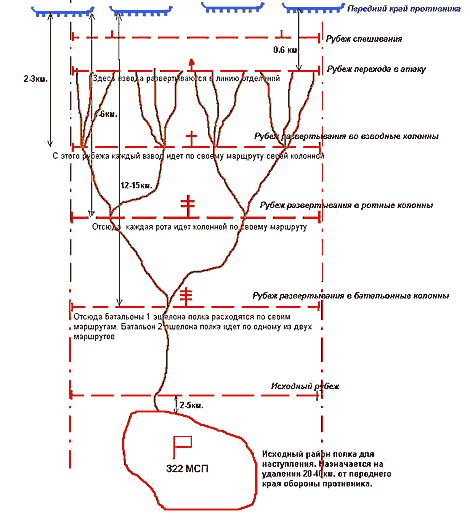 Передний край противника
Рубеж спешивания
0.6 км
Рубеж перехода в атаку
2-3км.
Здесь взвода развертываются в линию отделений
-6км.
Рубеж развертывания во взводные колонны
С этого рубежа каждый взвод идет по своему маршруту своей колонной
12-15км.
Рубеж развертывания в ротные колонны
Отсюда каждая рота идет колонной по своему маршруту
Рубеж развертывания в батальонные колонны
Отсюда батальоны 1 эшелона полка расходятся по своим
маршрутам. Батальон 2 эшелона полка идет по одному из двух
маршрутов
Исходный рубеж
2-5км.
322 МСП
Исходный район полка для
наступления. Назначается на
удалении 20-40км. от переднего
края обороны противника.